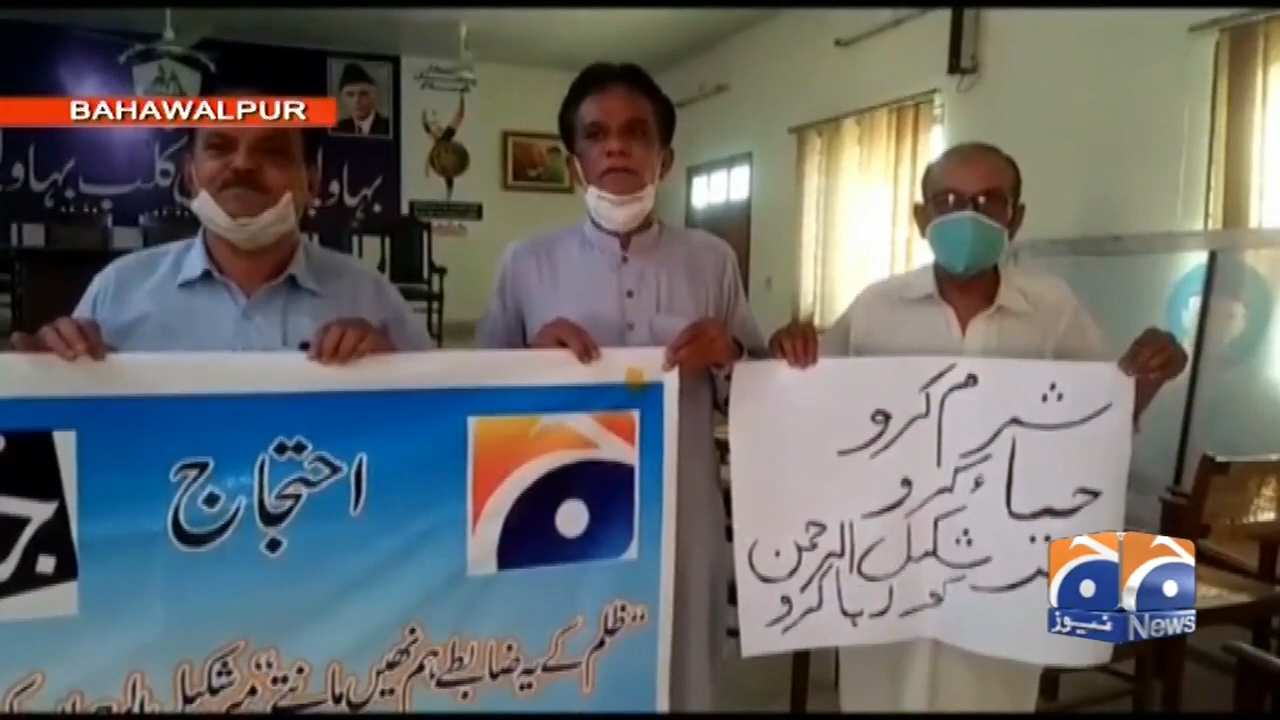 BAHAWALPUR
احتجاج
"ظلم کے یہ ضابطے ہم نہیں مانتے"
شرم کرو
حیاء کرو
شکیل الرحمن
کو رہا کرو
نیوز
News